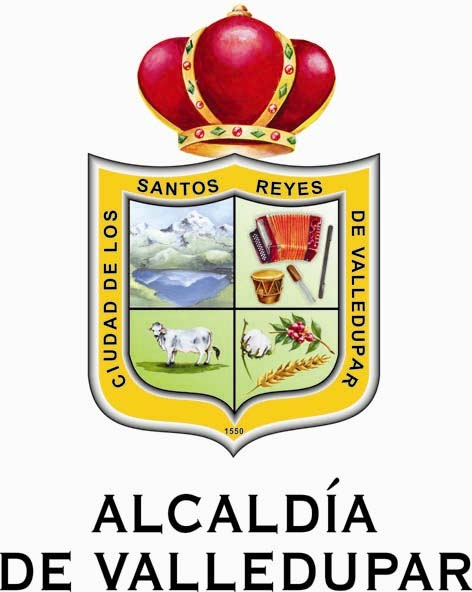 CIUDAD DE LOS SANTOS REYES DE VALLEDUPAR
1550
ALCALDÍA
DE VALLEDUPAR